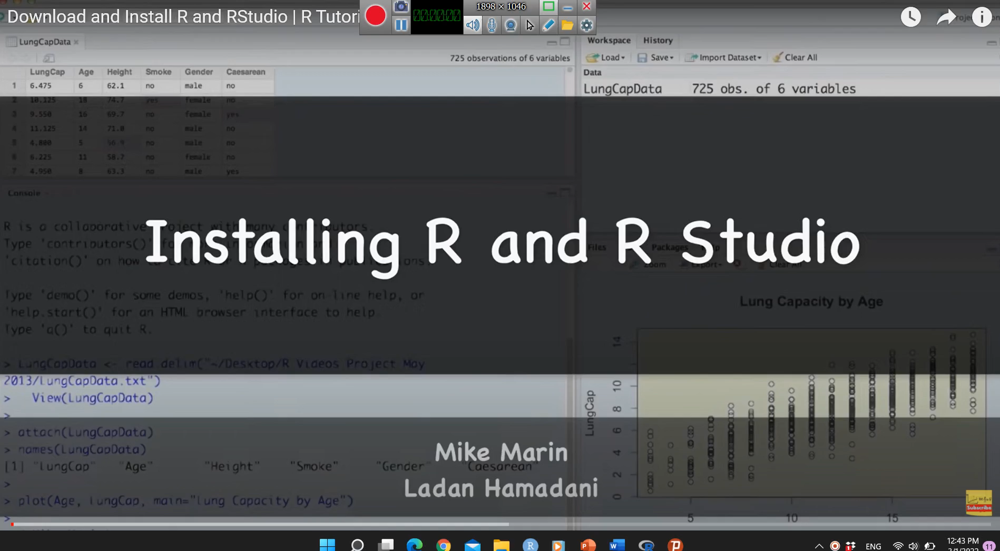 Download and Install R and RStudio | R Tutori
1898 × 1046
00:00:00
LungCapData
725 observations of 6 variables
LungCap Age Height Smoke Gender Caesarean
1 6.475 6 62.1 no male no
2 10.125 18 74.7 yes female no
3 9.550 16 69.7 no female yes
4 11.125 14 71.0 no male no
5 4.800 5 56.9 no male no
6 6.225 11 58.7 no female no
7 4.950 8 63.3 no male yes
Workspace History
Load Save Import Dataset Clear All
Data
LungCapData 725 obs. of 6 variables
Console
R is a collaborative project with many contributors.
Type 'contributors()' for
'citation()' on how to cite R
Installing R and R Studio
Type 'demo()' for some demos, 'help()' for on-line help, or
'help.start()' for an HTML browser interface to help.
Type 'q()' to quit R.
> LungCapData <- read.delim("~/Desktop/R Videos Project May
2013/LungCapData.txt")
> View(LungCapData)
>
> attach(LungCapData)
> names(LungCapData)
[1] "LungCap" "Age" "Height" "Smoke" "Gender" "Caesarean"
>
> plot(Age, LungCap, main="Lung Capacity by Age")
>
Files Packages Help
Zoom Export Clear All
Lung Capacity by Age
LungCap
14
10
8
6
4
2
0
5 10 15
Mike Marin
Ladan Hamadani
Subscribe
ENG
12:43 PM
11